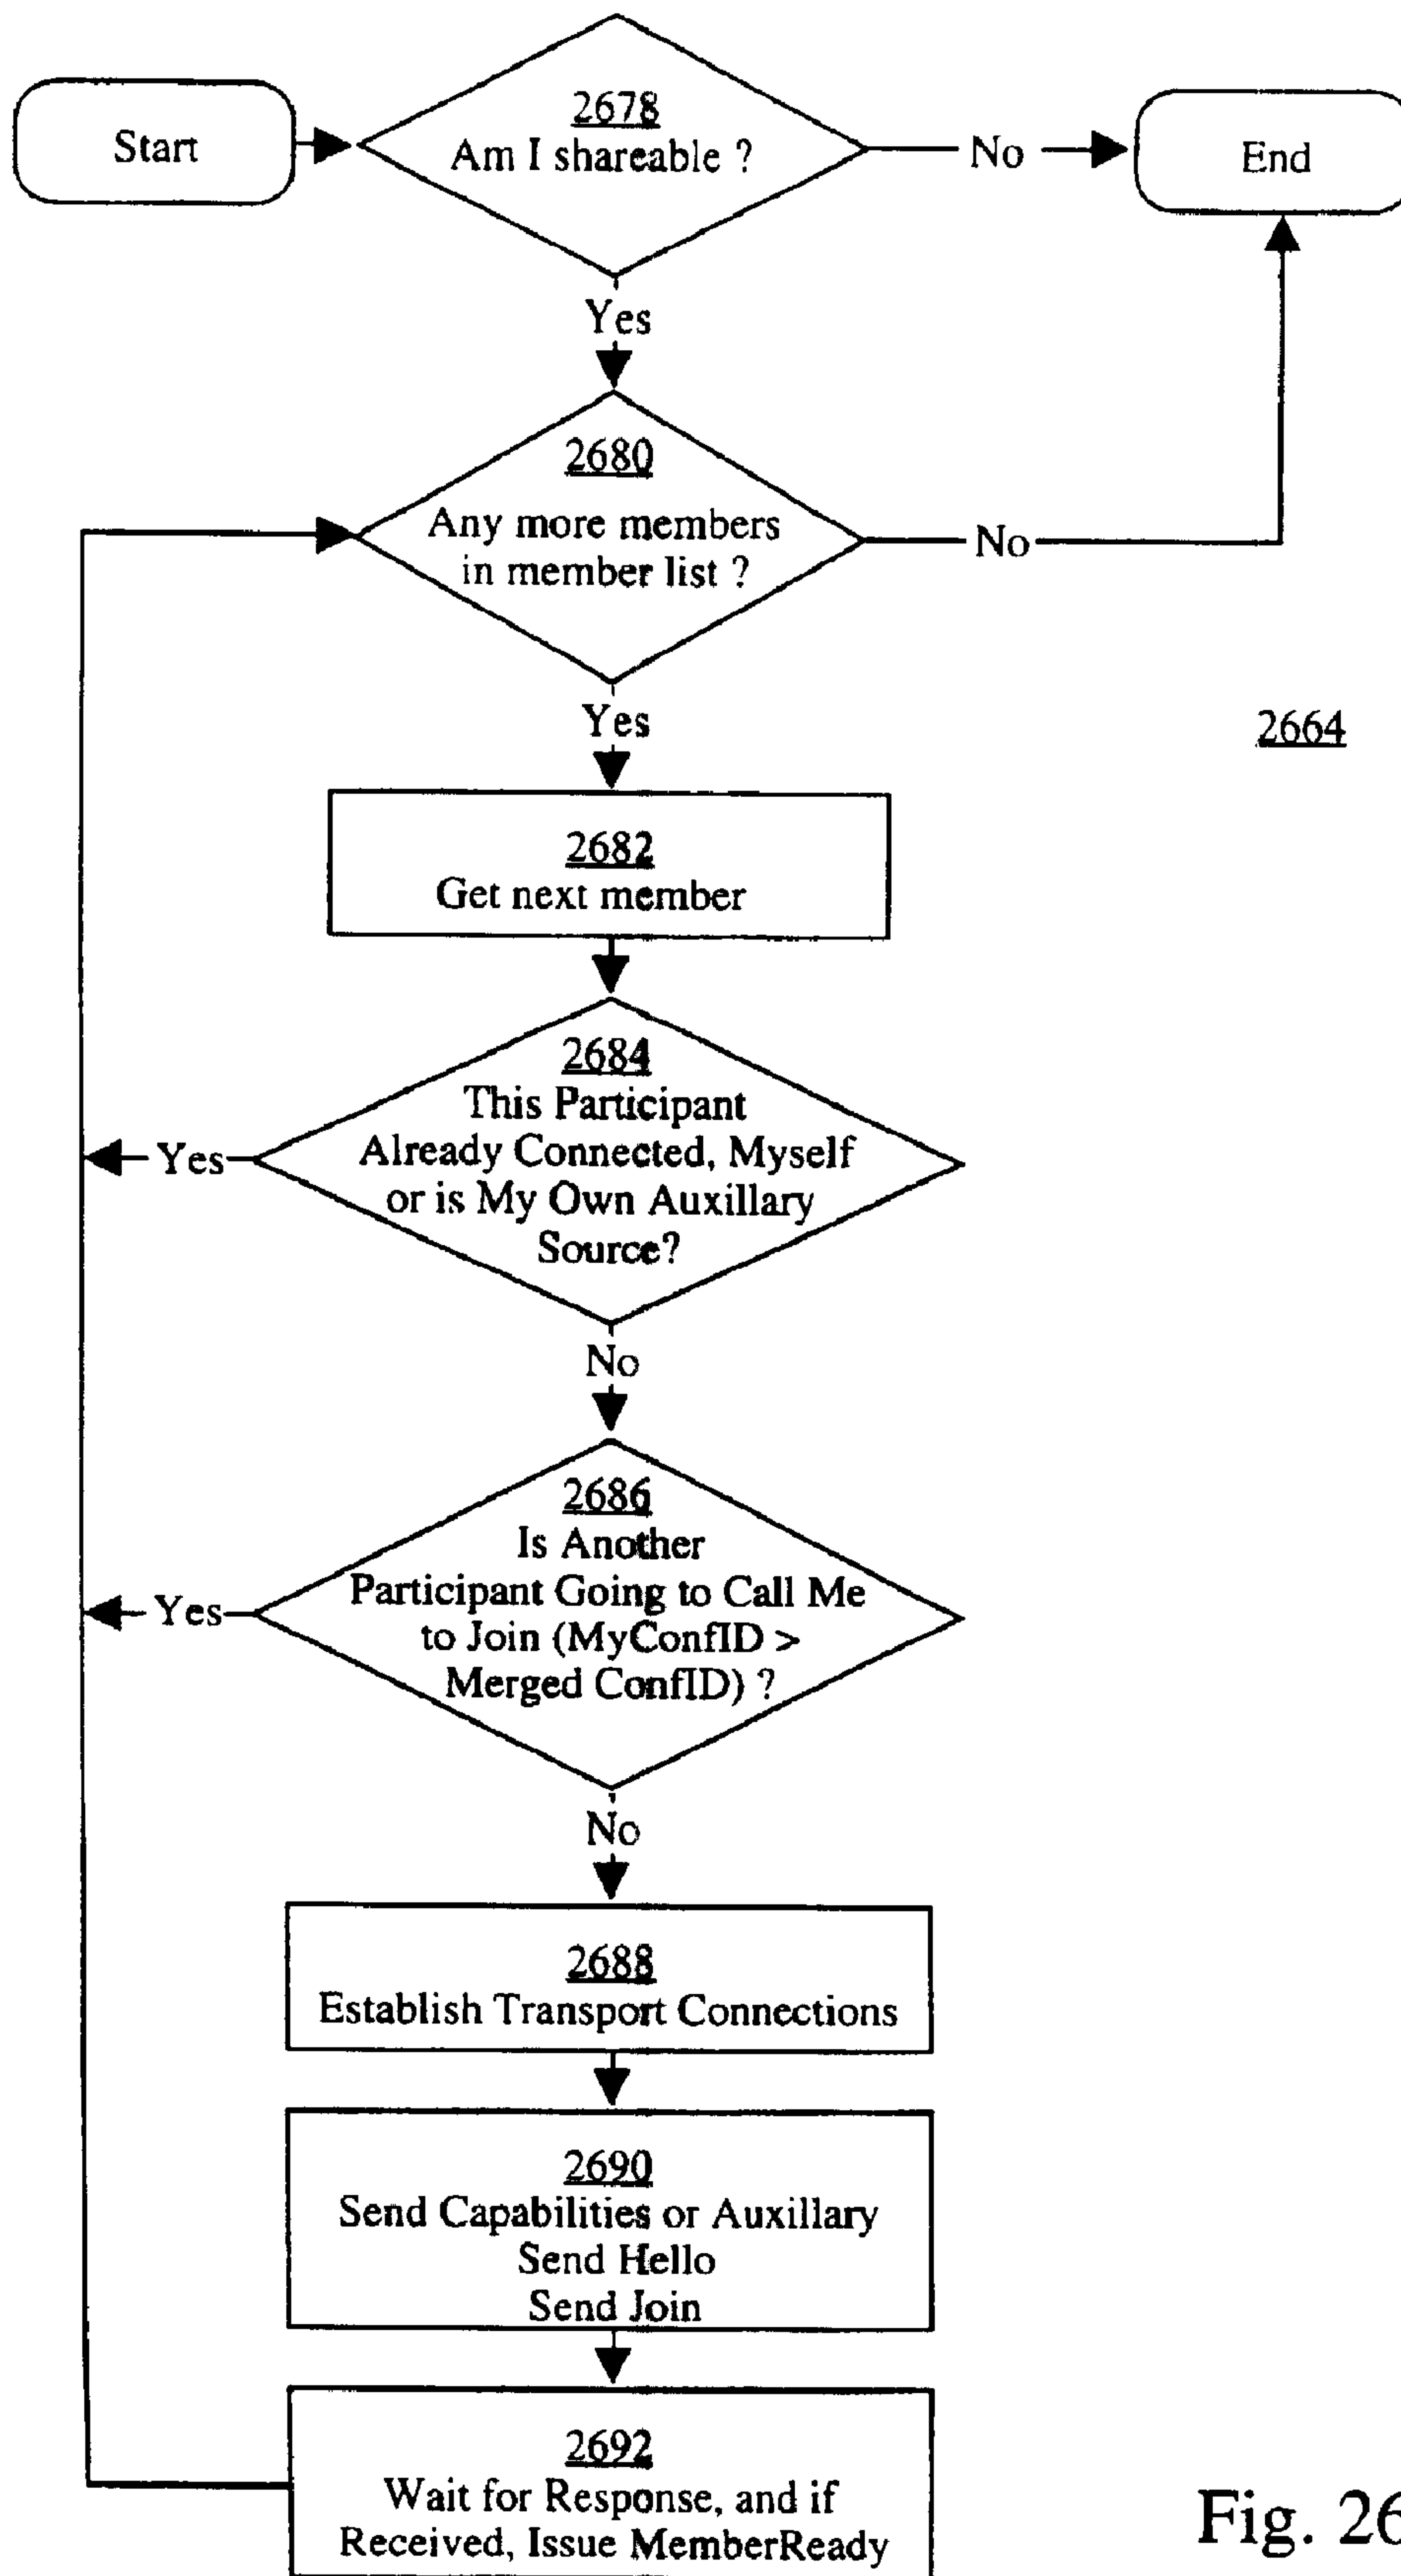 Start
2678
Am I shareable ?
No
End
Yes
2680
Any more members
in member list ?
No
Yes
2664
2682
Get next member
2684
This Participant
Already Connected, Myself
or is My Own Auxillary
Source?
Yes
No
2686
Is Another
Participant Going to Call Me
to Join (MyConfID >
Merged ConfID) ?
Yes
No
2688
Establish Transport Connections
2690
Send Capabilities or Auxillary
Send Hello
Send Join
2692
Wait for Response, and if
Received, Issue MemberReady
Fig. 26